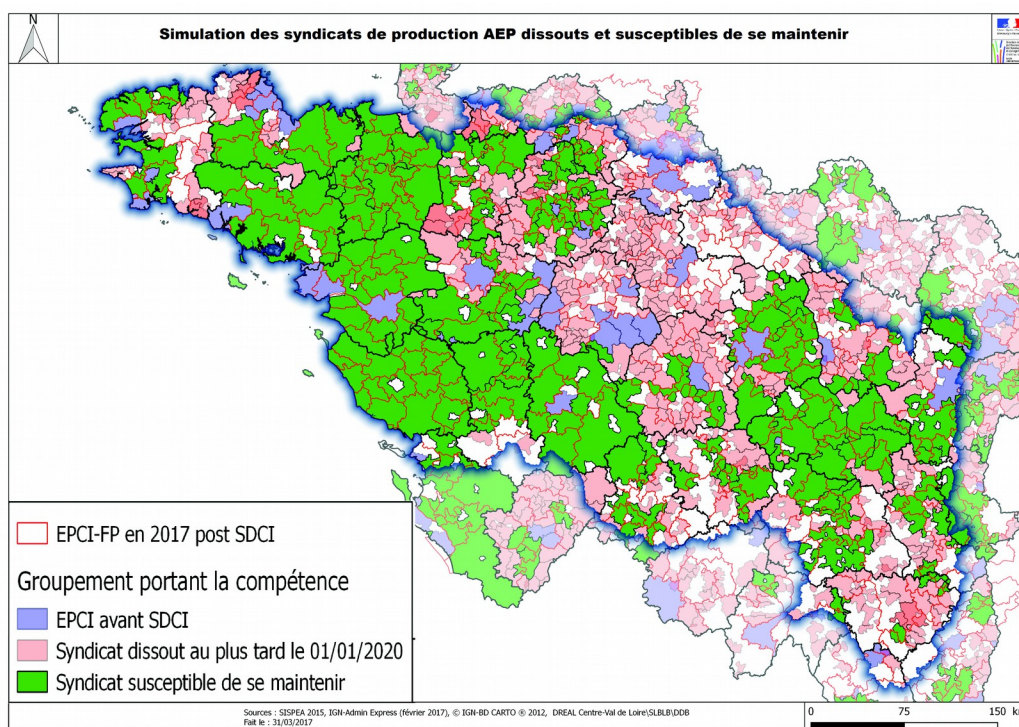 N
Simulation des syndicats de production AEP dissouts et susceptibles de se maintenir
EPCI-FP en 2017 post SDCI
Groupement portant la compétence
EPCI avant SDCI
Syndicat dissout au plus tard le 01/01/2020
Syndicat susceptible de se maintenir
Sources : SISPEA 2015, IGN-Admin Express (février 2017), © IGN-BD CARTO ® 2012, DREAL Centre-Val de Loire\SLBLB\DDB
Fait le : 31/03/2017
0 75 150 km